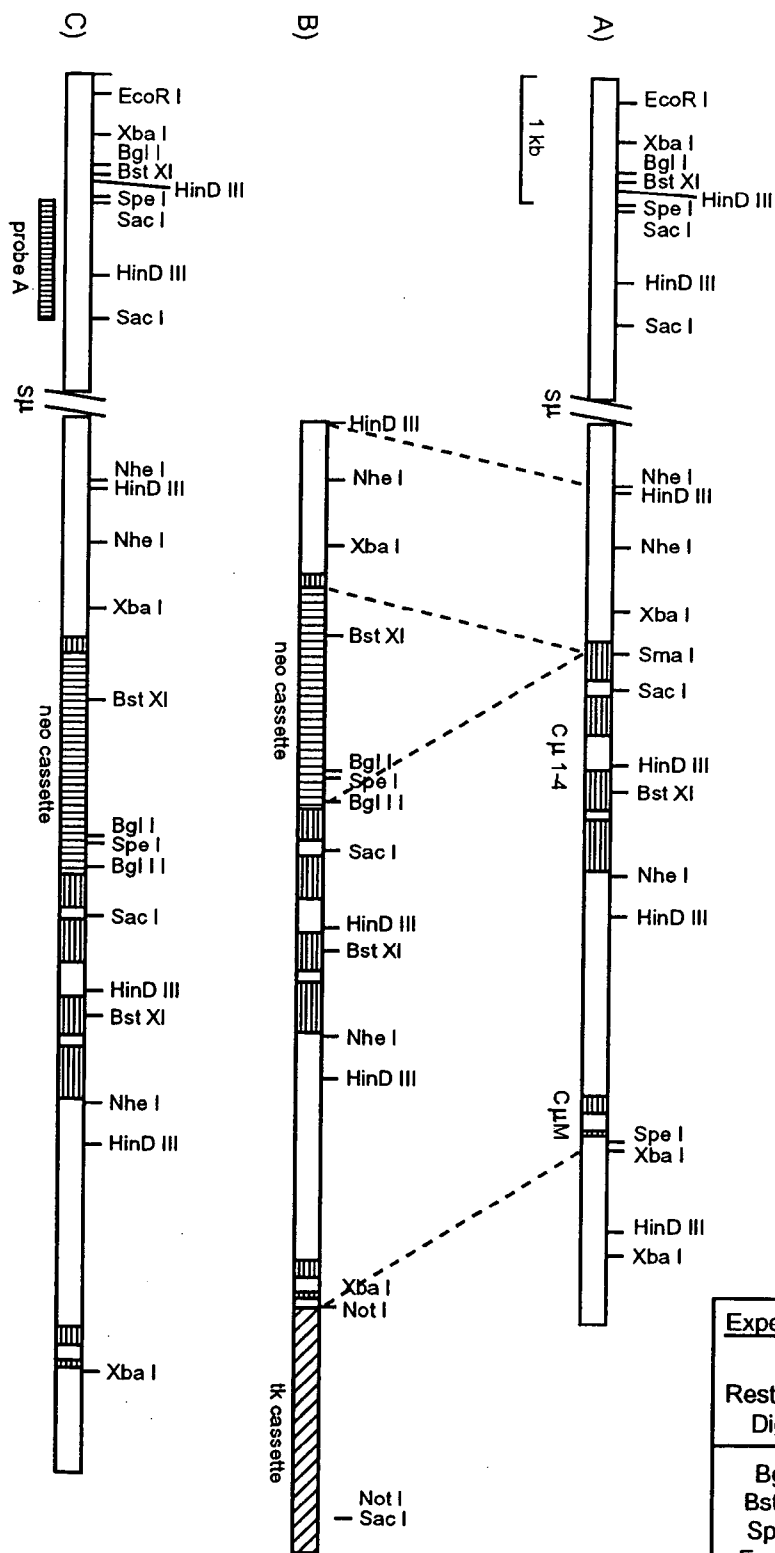 A)
EcoR I
Xba I
Bgl I
Bst XI
HinD III
Spe I
Sac I
HinD III
Sac I
1 kb
Sμ
Nhe I
HinD III
Nhe I
Xba I
Sma I
Sac I
Cμ 1-4
HinD III
Bst XI
Nhe I
HinD III
CμM
Spe I
Xba I
HinD III
Xba I
B)
HinD III
Nhe I
Xba I
Bst XI
neo cassette
Bgl I
Spe I
Bgl I I
Sac I
HinD III
Bst XI
Nhe I
HinD III
Xba I
Not I
tk cassette
Not I
Sac I
C)
EcoR I
Xba I
Bgl I
Bst XI
HinD III
Spe I
Sac I
probe A
HinD III
Sac I
Sμ
Nhe I
HinD III
Nhe I
Xba I
Bst XI
neo cassette
Bgl I
Spe I
Bgl I I
Sac I
HinD III
Bst XI
Nhe I
HinD III
Xba I
Expe
Rest
Di
Bg
Bst
Sp